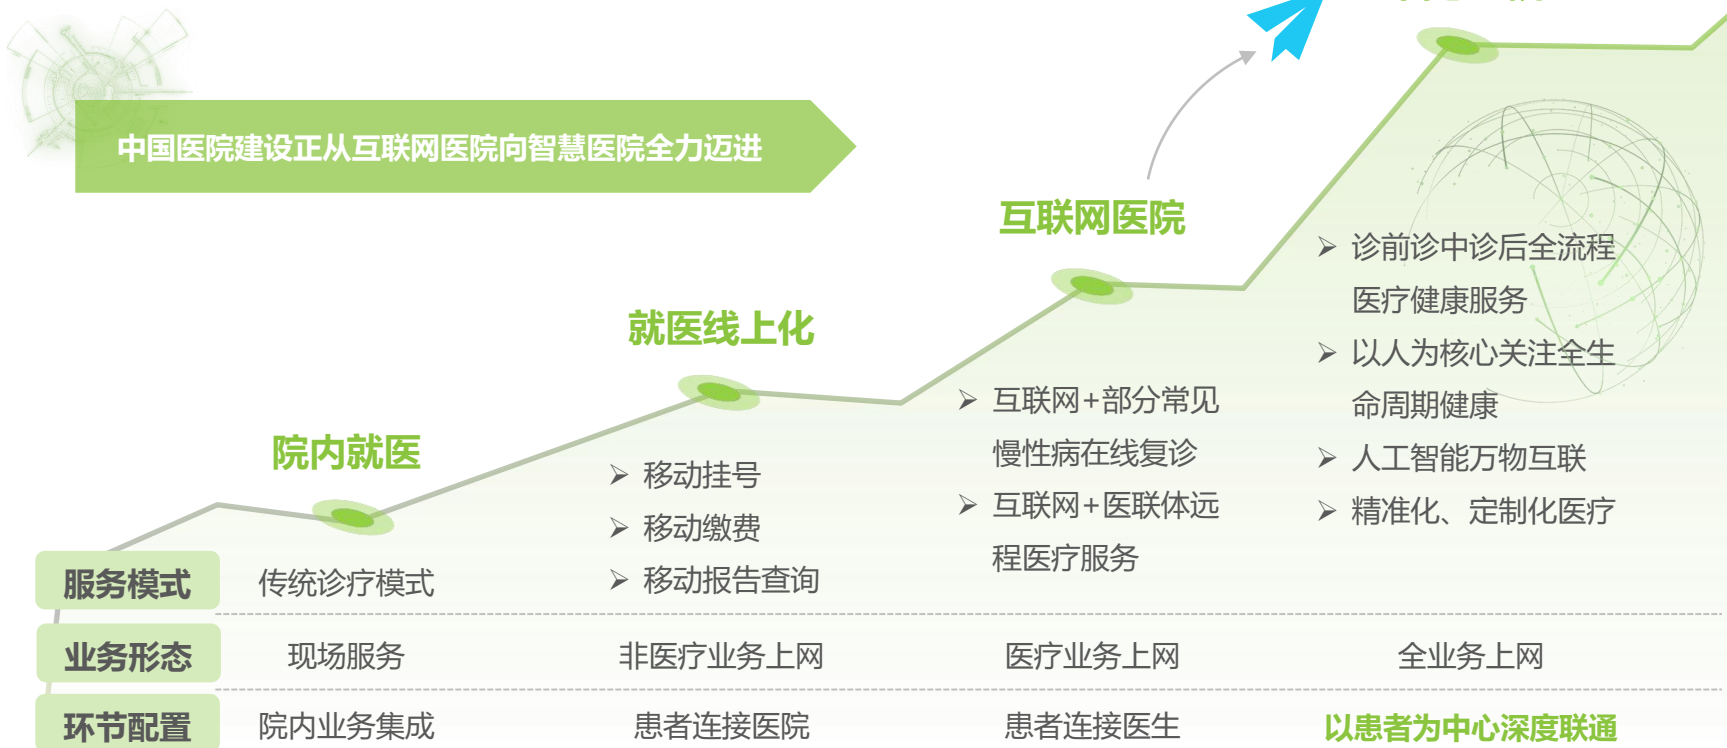 中国医院建设正从互联网医院向智慧医院全力迈进
互联网医院
就医线上化
院内就医
➢ 移动挂号
➢ 移动缴费
➢ 移动报告查询
➢ 互联网+部分常见
慢性病在线复诊
➢ 互联网+医联体远
程医疗服务
➢ 诊前诊中诊后全流程
医疗健康服务
➢ 以人为核心关注全生
命周期健康
➢ 人工智能万物互联
➢ 精准化、定制化医疗
服务模式 传统诊疗模式
业务形态 现场服务 非医疗业务上网 医疗业务上网 全业务上网
环节配置 院内业务集成 患者连接医院 患者连接医生 以患者为中心深度联通